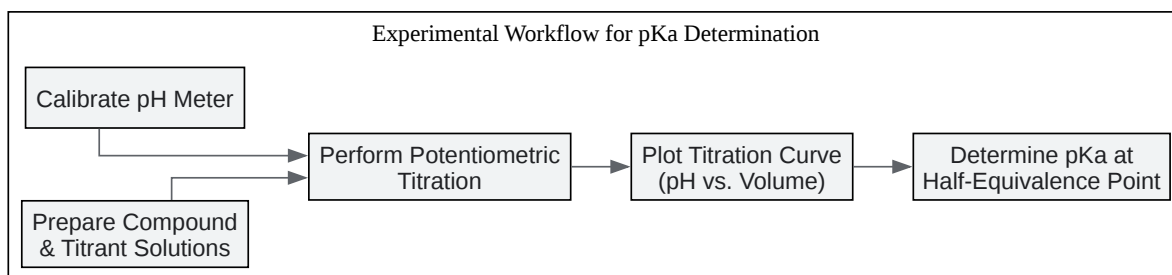 Experimental Workflow for pKa Determination
Calibrate pH Meter
Prepare Compound
& Titrant Solutions
Perform Potentiometric
Titration
Plot Titration Curve
(pH vs. Volume)
Determine pKa at
Half-Equivalence Point